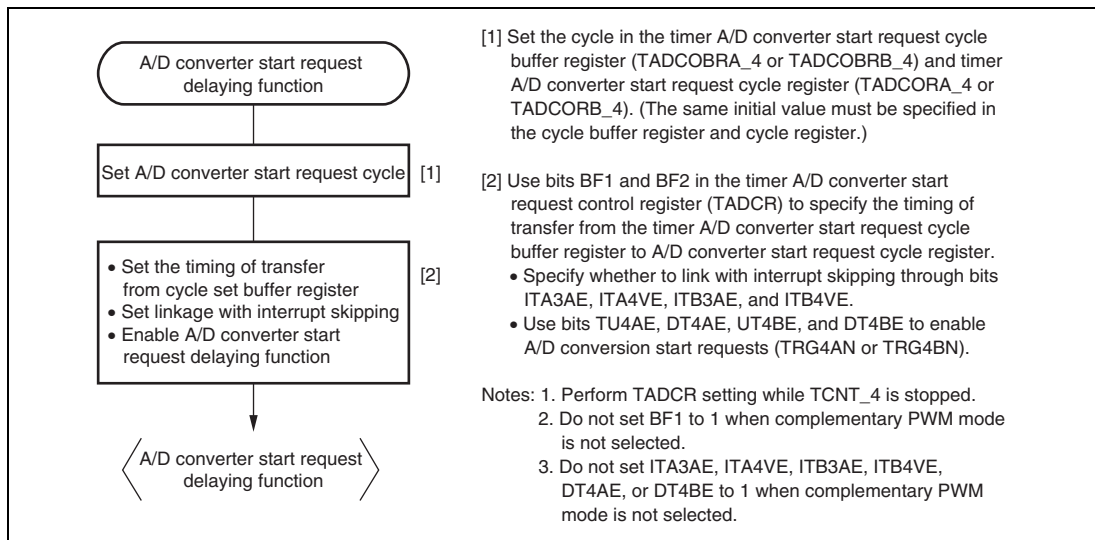 A/D converter start request
delaying function
Set A/D converter start request cycle [1]
• Set the timing of transfer
from cycle set buffer register
• Set linkage with interrupt skipping
• Enable A/D converter start
request delaying function
[2]
A/D converter start request
delaying function
[1] Set the cycle in the timer A/D converter start request cycle
buffer register (TADCOBRA_4 or TADCOBRB_4) and timer
A/D converter start request cycle register (TADCORA_4 or
TADCORB_4). (The same initial value must be specified in
the cycle buffer register and cycle register.)
[2] Use bits BF1 and BF2 in the timer A/D converter start
request control register (TADCR) to specify the timing of
transfer from the timer A/D converter start request cycle
buffer register to A/D converter start request cycle register.
• Specify whether to link with interrupt skipping through bits
ITA3AE, ITA4VE, ITB3AE, and ITB4VE.
• Use bits TU4AE, DT4AE, UT4BE, and DT4BE to enable
A/D conversion start requests (TRG4AN or TRG4BN).
Notes: 1. Perform TADCR setting while TCNT_4 is stopped.
2. Do not set BF1 to 1 when complementary PWM mode
is not selected.
3. Do not set ITA3AE, ITA4VE, ITB3AE, ITB4VE,
DT4AE, or DT4BE to 1 when complementary PWM
mode is not selected.